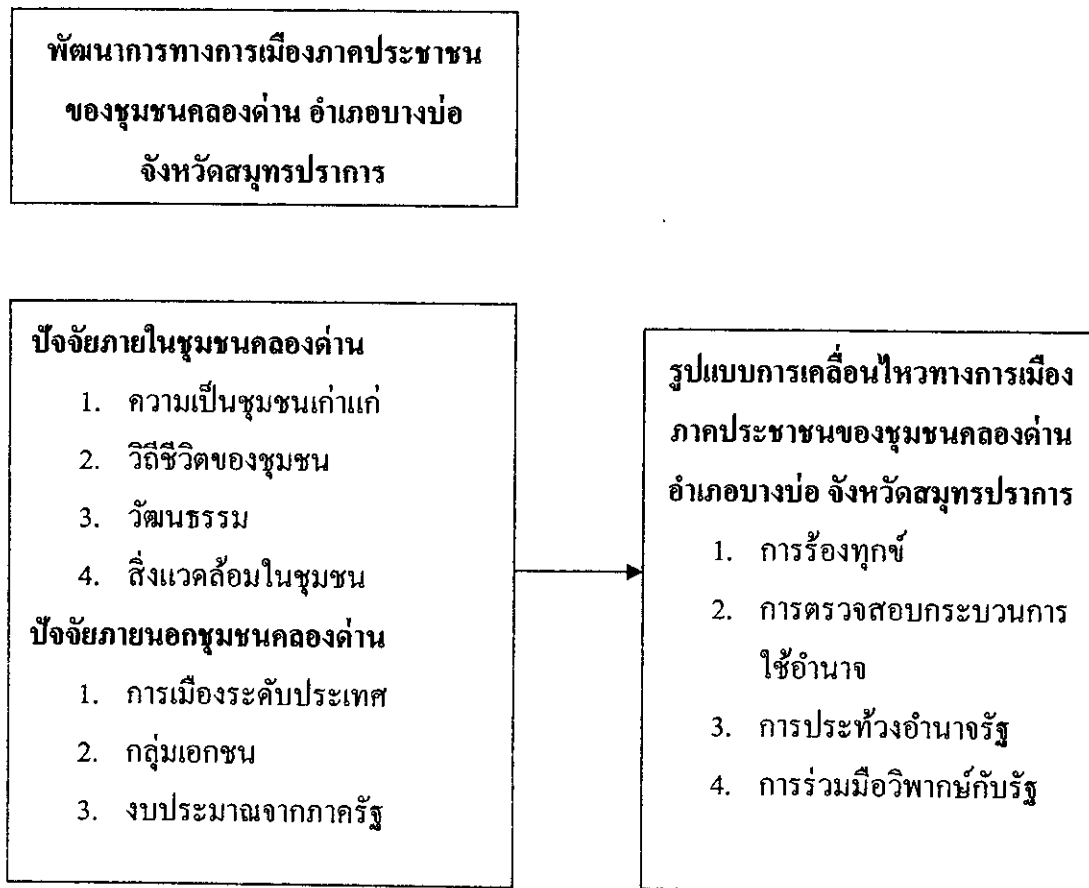 พัฒนาการทางการเมืองภาคประชาชน
ของชุมชนคลองด่าน อำเภอบางบ่อ
จังหวัดสมุทรปราการ
ปัจจัยภายในชุมชนคลองด่าน
1. ความเป็นชุมชนเก่าแก่
2. วิถีชีวิตของชุมชน
3. วัฒนธรรม
4. สิ่งแวดล้อมในชุมชน
ปัจจัยภายนอกชุมชนคลองด่าน
1. การเมืองระดับประเทศ
2. กลุ่มเอกชน
3. งบประมาณจากภาครัฐ
รูปแบบการเคลื่อนไหวทางการเมือง
ภาคประชาชนของชุมชนคลองด่าน
อำเภอบางบ่อ จังหวัดสมุทรปราการ
1. การร้องทุกข์
2. การตรวจสอบกระบวนการ
ใช้อำนาจ
3. การประท้วงอำนาจรัฐ
4. การร่วมมือวิพากษ์กับรัฐ